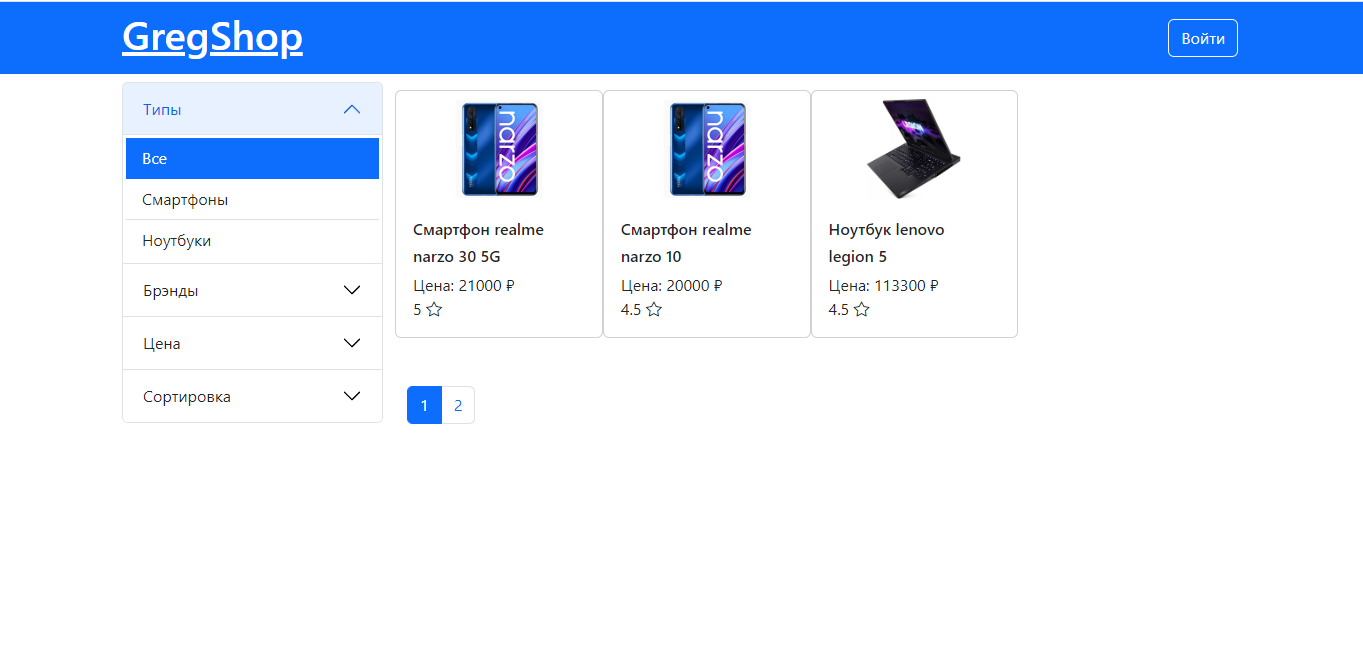 GregShop
Войти
Типы
Все
Смартфоны
Ноутбуки
Брэнды
Цена
Сортировка
narzo
Смартфон realme
narzo 30 5G
Цена: 21000 ₽
5
narzo
Смартфон realme
narzo 10
Цена: 20000 ₽
4.5
Ноутбук lenovo
legion 5
Цена: 113300 ₽
4.5
1
2